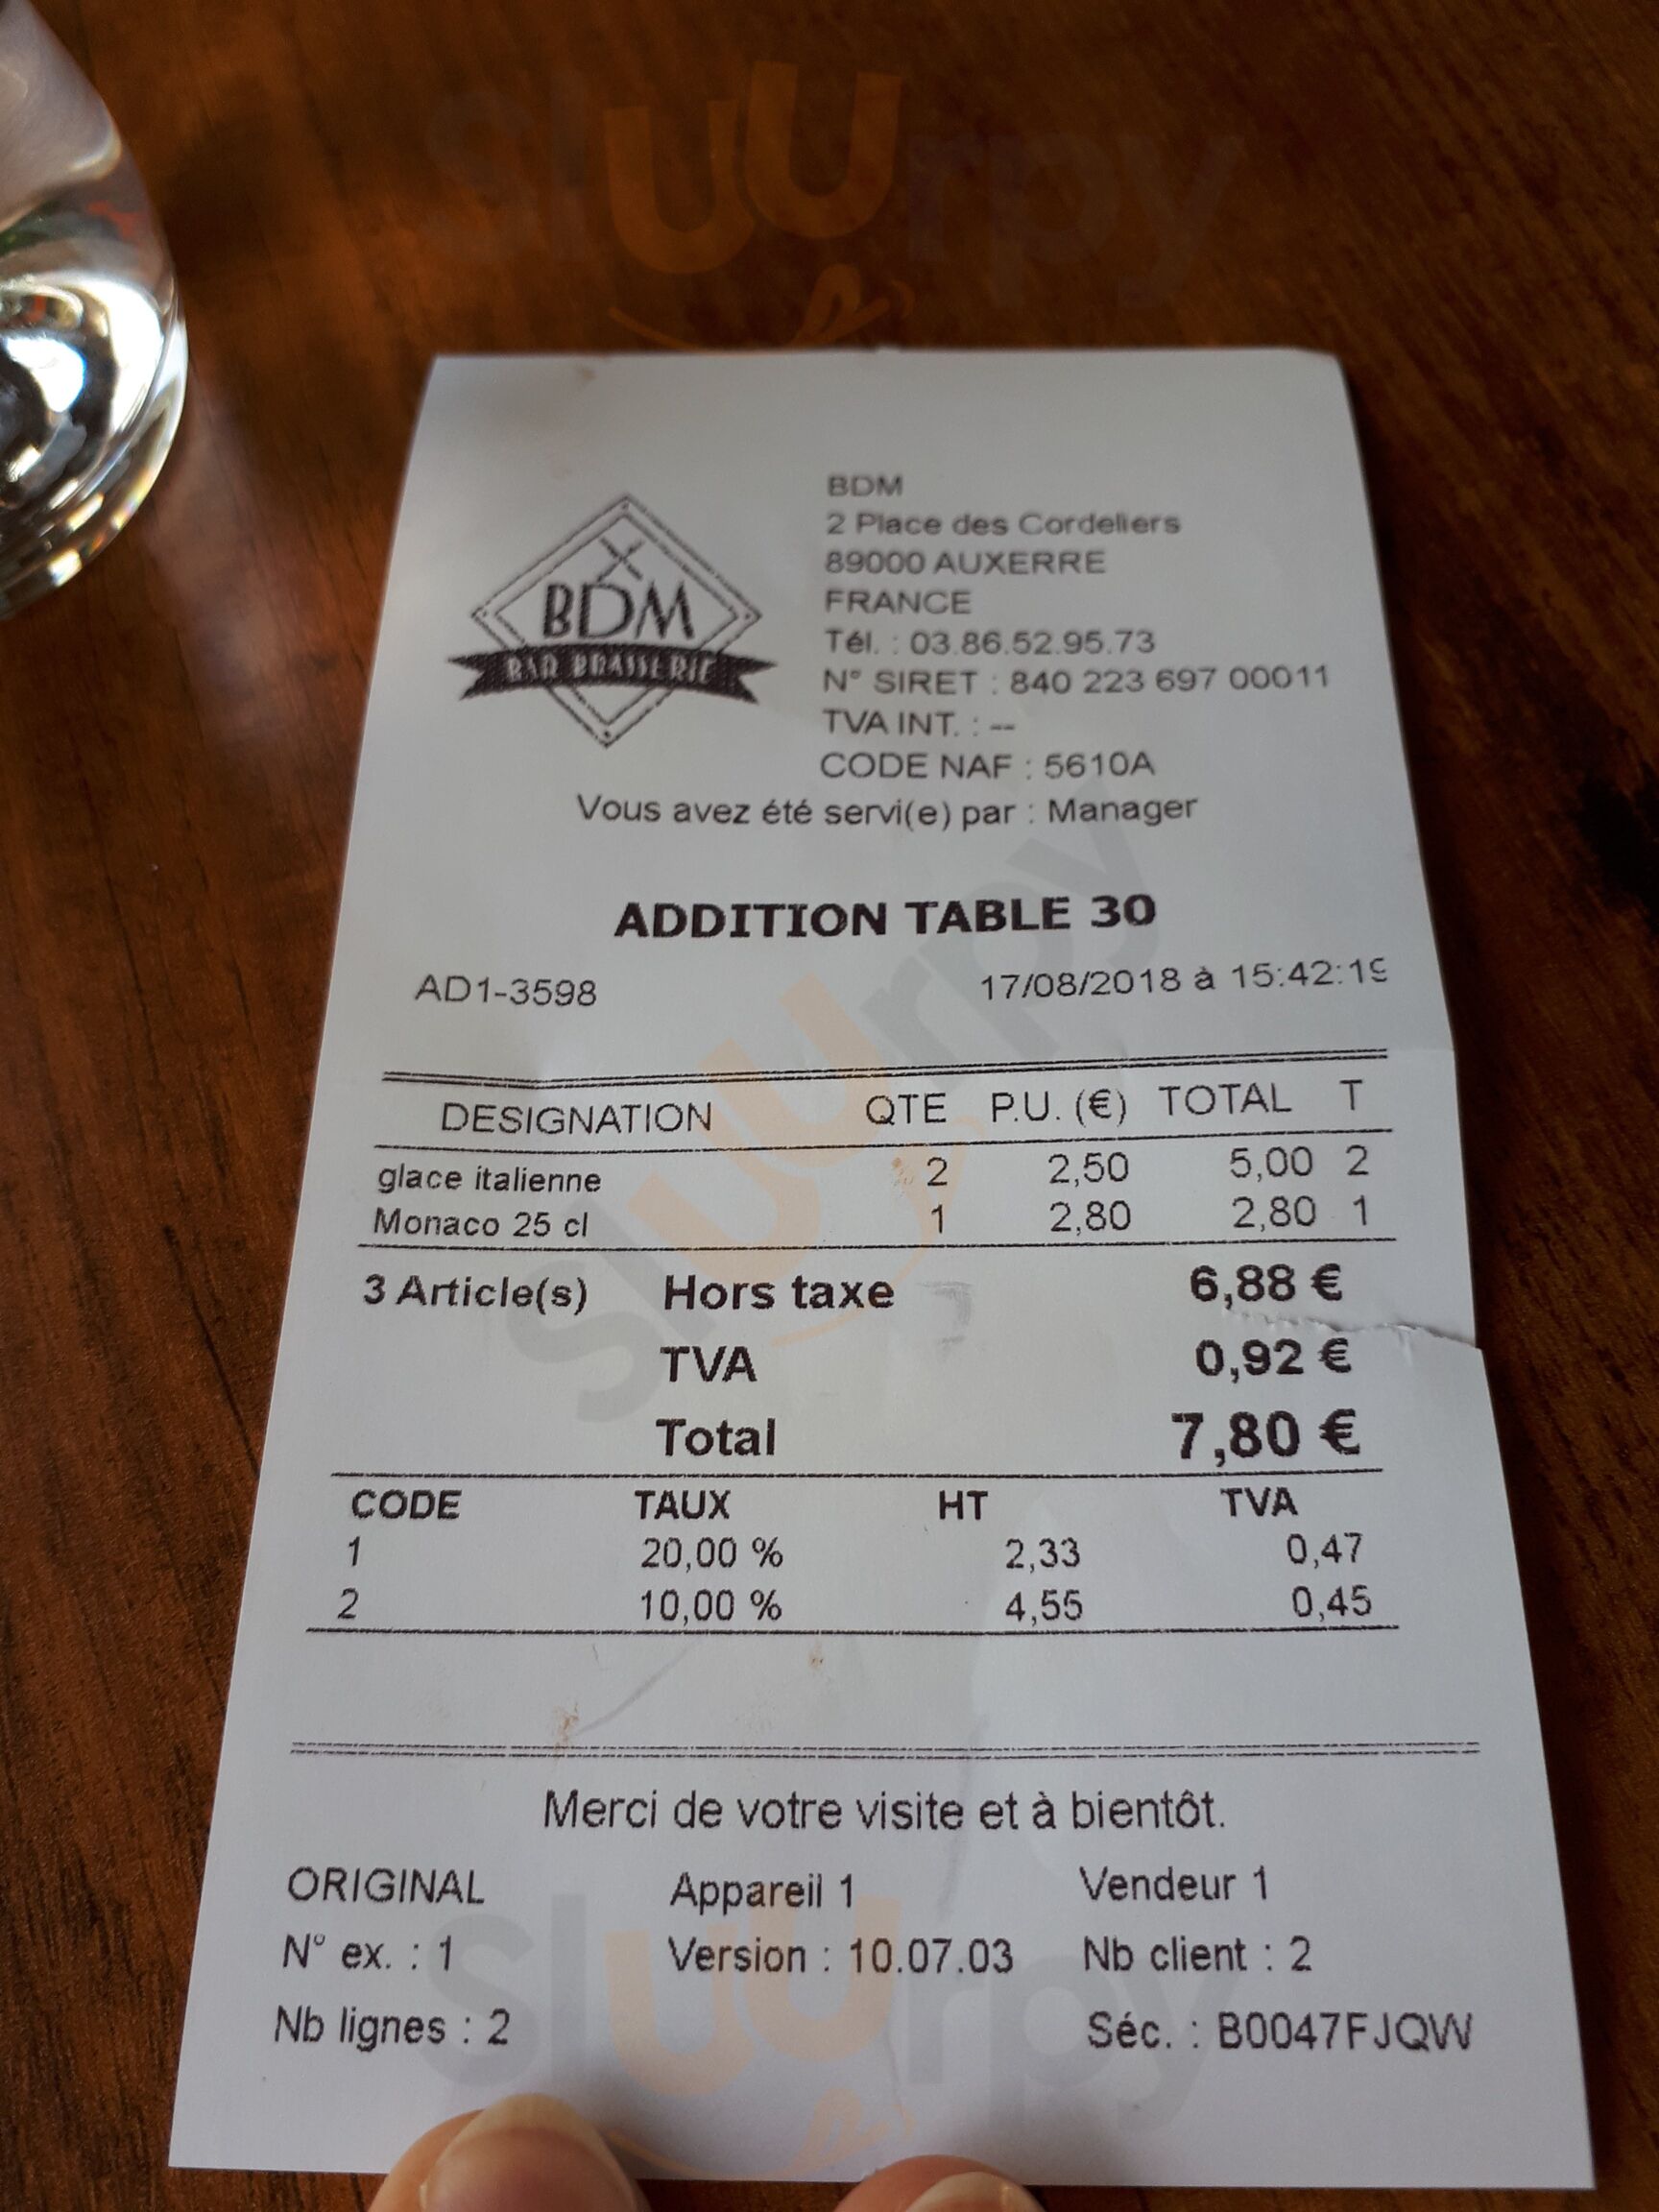 sluurpy
BDM
BAR BRASSERIE
BDM
2 Place des Cordeliers
89000 AUXERRE
FRANCE
Tél. : 03.86.52.95.73
N° SIRET : 840 223 697 00011
TVA INT. : --
CODE NAF : 5610A
Vous avez été servi(e) par : Manager
ADDITION TABLE 30
AD1-3598 17/08/2018 à 15:42:19
DESIGNATION QTE P.U. (€) TOTAL T
glace italienne 2 2,50 5,00 2
Monaco 25 cl 1 2,80 2,80 1
3 Article(s) Hors taxe 6,88 €
TVA 0,92 €
Total 7,80 €
CODE TAUX HT TVA
1 20,00 % 2,33 0,47
2 10,00 % 4,55 0,45
Merci de votre visite et à bientôt.
ORIGINAL Appareil 1 Vendeur 1
N° ex. : 1 Version : 10.07.03 Nb client : 2
Nb lignes : 2 Séc. : B0047FJQW
sluurpy
sluurpy